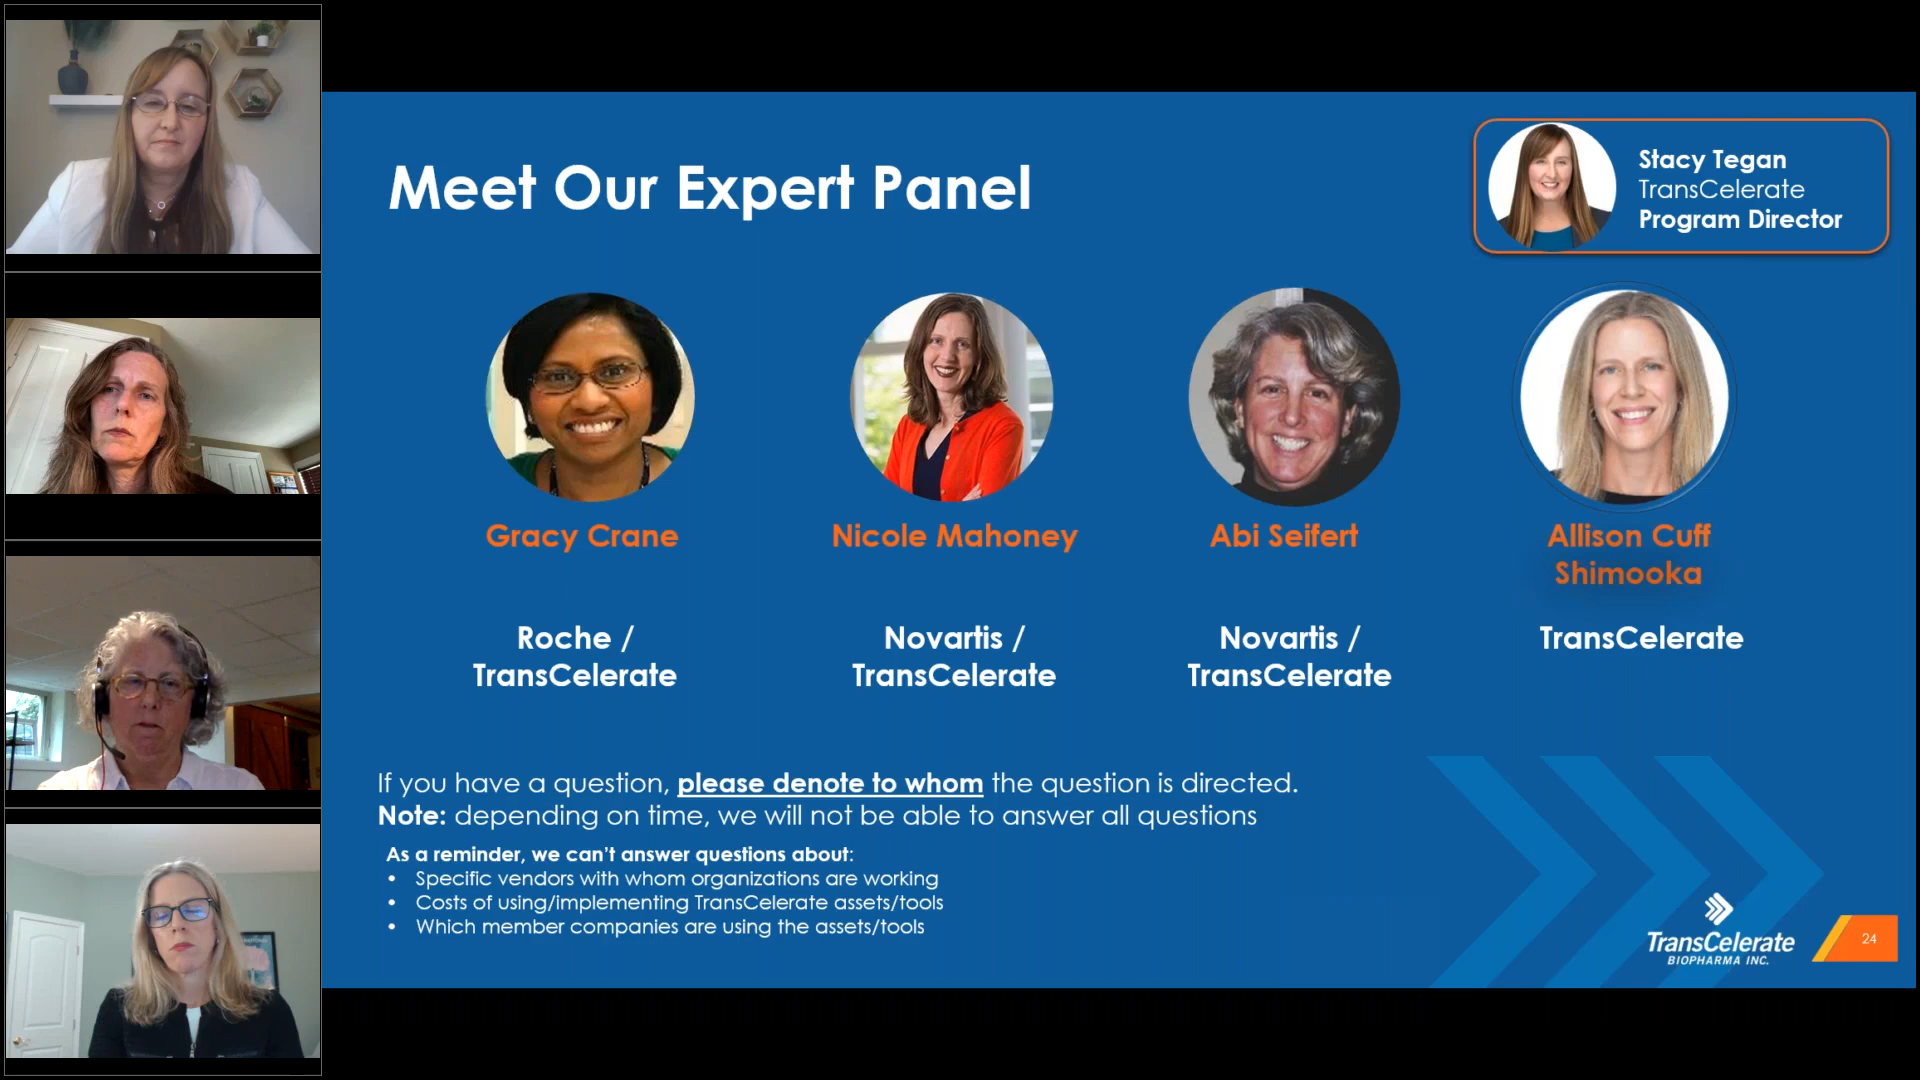 Meet Our Expert Panel
Stacy Tegan
TransCelerate
Program Director
Gracy Crane
Nicole Mahoney
Abi Seifert
Allison Cuff
Shimooka
Roche /
TransCelerate
Novartis /
TransCelerate
Novartis /
TransCelerate
TransCelerate
If you have a question, please denote to whom the question is directed.
Note: depending on time, we will not be able to answer all questions
As a reminder, we can't answer questions about:
• Specific vendors with whom organizations are working
• Costs of using/implementing TransCelerate assets/tools
• Which member companies are using the assets/tools
TransCelerate
BIOPHARMA INC.
24